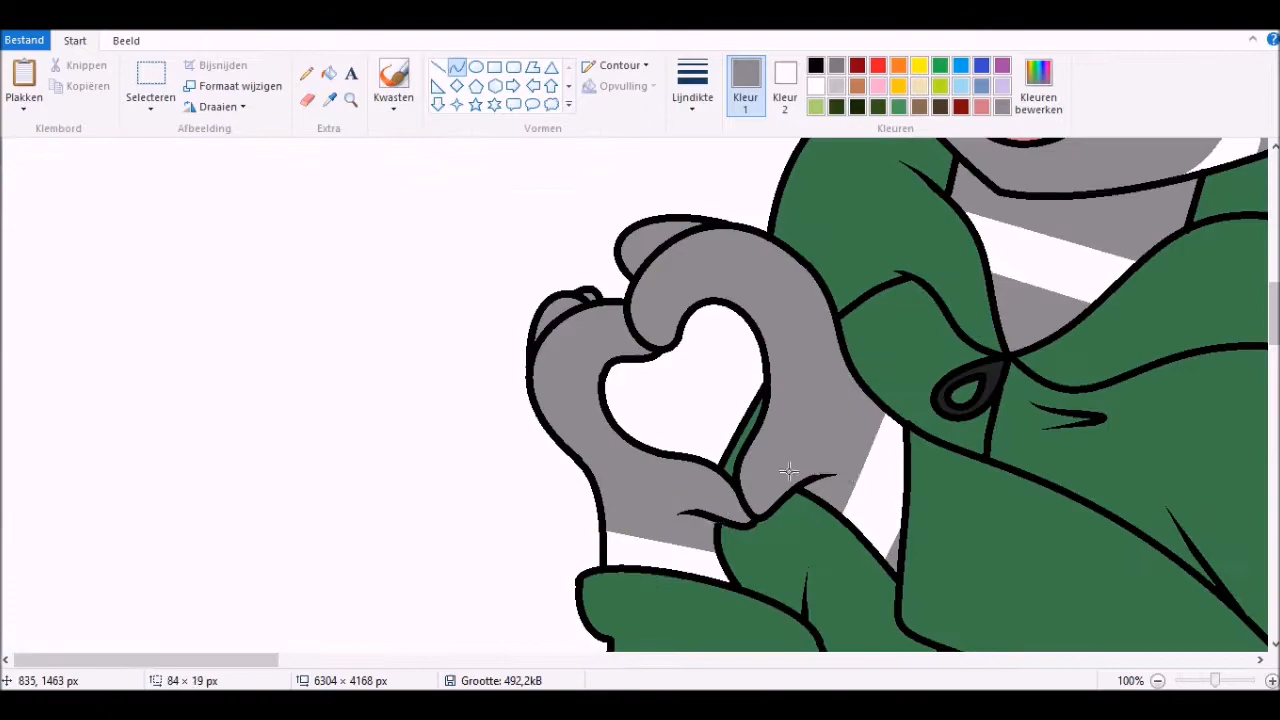 Bestand Start Beeld
Plakken
Knippen
Kopiëren
Klembord
Selecteren
Bijsnijden
Formaat wijzigen
Draaien
Afbeelding
A
Extra
Kwasten
Contour
Opvulling
Vormen
Lijndikte
Kleur 1
Kleur 2
Kleuren bewerken
Kleuren
835, 1463 px 84 × 19 px 6304 × 4168 px Grootte: 492,2kB 100%